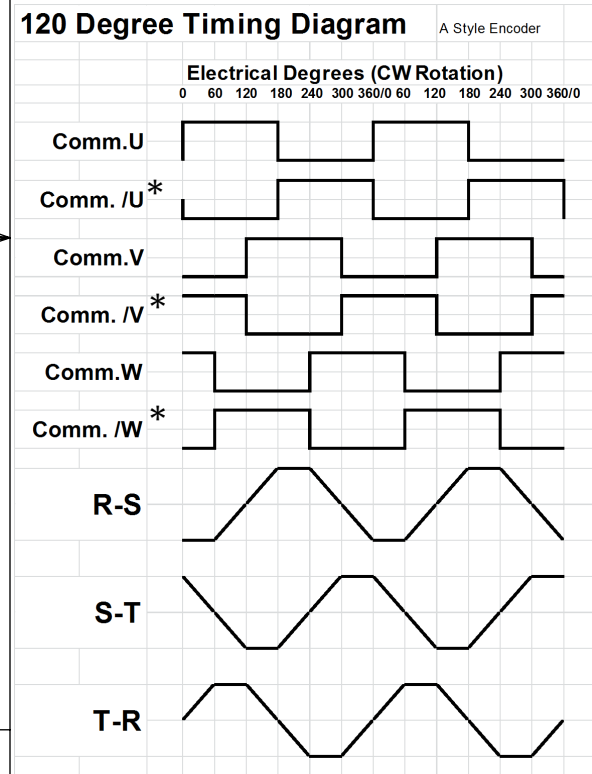 120 Degree Timing Diagram A Style Encoder
Electrical Degrees (CW Rotation)
0 60 120 180 240 300 360/0 60 120 180 240 300 360/0
Comm.U
Comm. /U *
Comm.V
Comm. /V *
Comm.W
Comm. /W *
R-S
S-T
T-R